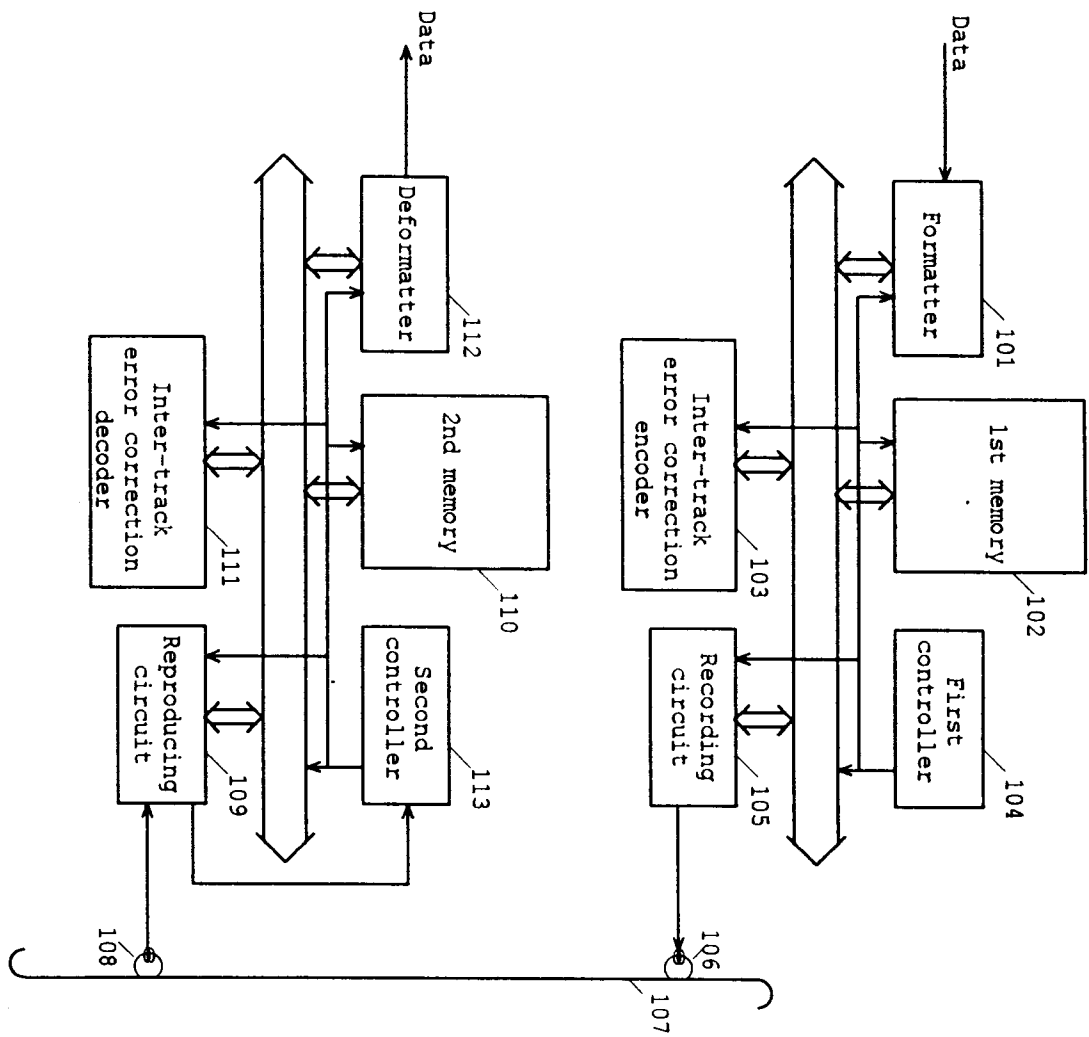 Data
Formatter
101
1st memory
102
First
controller
104
Inter-track
error correction
encoder
103
Recording
circuit
105
106
107
Data
Deformatter
112
2nd memory
110
Second
controller
113
Inter-track
error correction
decoder
111
Reproducing
circuit
109
108